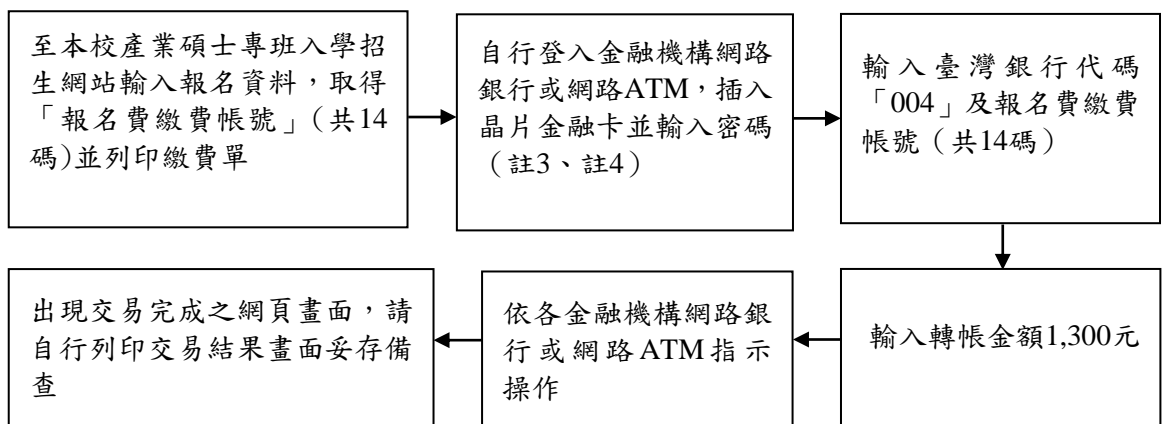 至本校產業碩士專班入學招
生網站輸入報名資料，取得
「報名費繳費帳號」(共14
碼)並列印繳費單
自行登入金融機構網路
銀行或網路ATM，插入
晶片金融卡並輸入密碼
（註3、註4）
輸入臺灣銀行代碼
「004」及報名費繳費
帳號（共14碼）
輸入轉帳金額1,300元
依各金融機構網路銀
行或網路ATM指示
操作
出現交易完成之網頁畫面，請
自行列印交易結果畫面妥存備
查